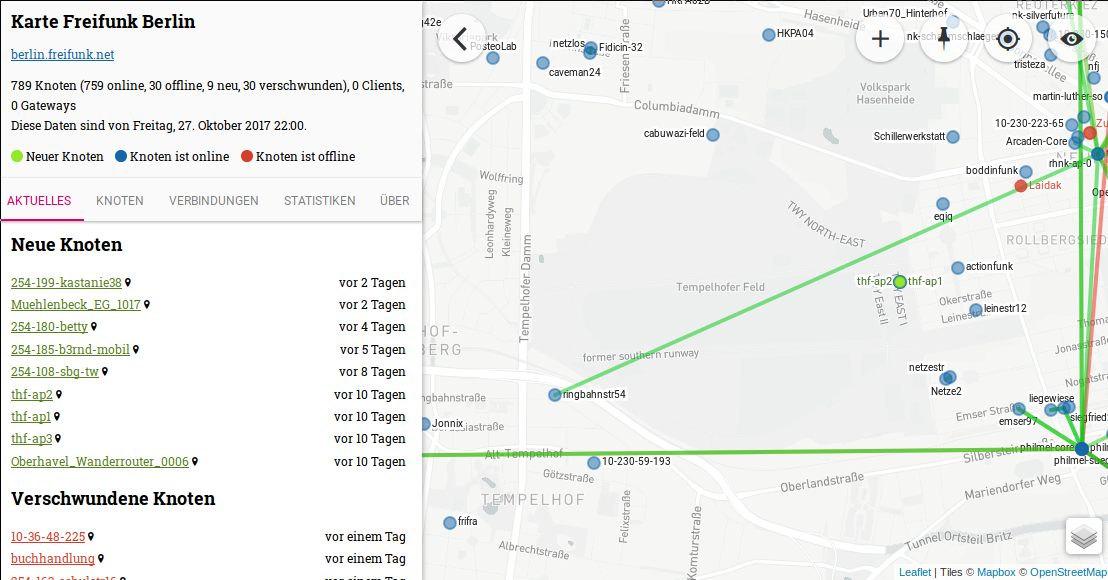 Karte Freifunk Berlin
berlin.freifunk.net
789 Knoten (759 online, 30 offline, 9 neu, 30 verschwunden), 0 Clients,
0 Gateways
Diese Daten sind von Freitag, 27. Oktober 2017 22:00.
Neuer Knoten Knoten ist online Knoten ist offline
AKTUELLES KNOTEN VERBINDUNGEN STATISTIKEN ÜBER
Neue Knoten
254-199-kastanie38 vor 2 Tagen
Muehlenbeck_EG_1017 vor 2 Tagen
254-180-betty vor 4 Tagen
254-185-b3rnd-mobil vor 5 Tagen
254-108-sbg-tw vor 8 Tagen
thf-ap2 vor 10 Tagen
thf-ap1 vor 10 Tagen
thf-ap3 vor 10 Tagen
Oberhavel_Wanderrouter_0006 vor 10 Tagen
Verschwundene Knoten
10-36-48-225 vor einem Tag
buchhandlung vor einem Tag
vor einem Tag
REUTERKIEZ
Urban70_Hinterhof
nk-silverfuture
Hasenheide
HKPA04
g42e
PosteoLab
netzlos
Fidicin-32
caveman24
Friesenstraße
tristeza
nfj
straße
Volkspark
Hasenheide
martin-luther-so
Columbiadamm
cabuwazi-feld
10-230-223-65
Schillerwerkstatt
Arcaden-Core
rhnk-ap-0
boddinfunk
Laidak
Wolffring
Leonhardyweg
Kleineweg
Tempelhofer Damm
TWY NORTH-EAST
eqiq
ROLLBERGSIED
actionfunk
thf-ap2
thf-ap1
Tempelhofer Feld
Okerstraße
Leinestr
leinestr12
HOF-
BERG
former southern runway
netzestr
Netze2
ringbahnstr54
liegewiese
Emser Straße
emser97
siegfried
Jonnix
philmel-core
Alt-Tempelhof
10-230-59-193
Götzstraße
Silberstein
Oberlandstraße
Mariendorfer Weg
TEMPELHOF
Felixstraße
frifra
Komturstraße
Albrechtstraße
Tunnel Ortsteil Britz
Leaflet | Tiles © Mapbox © OpenStreetMap